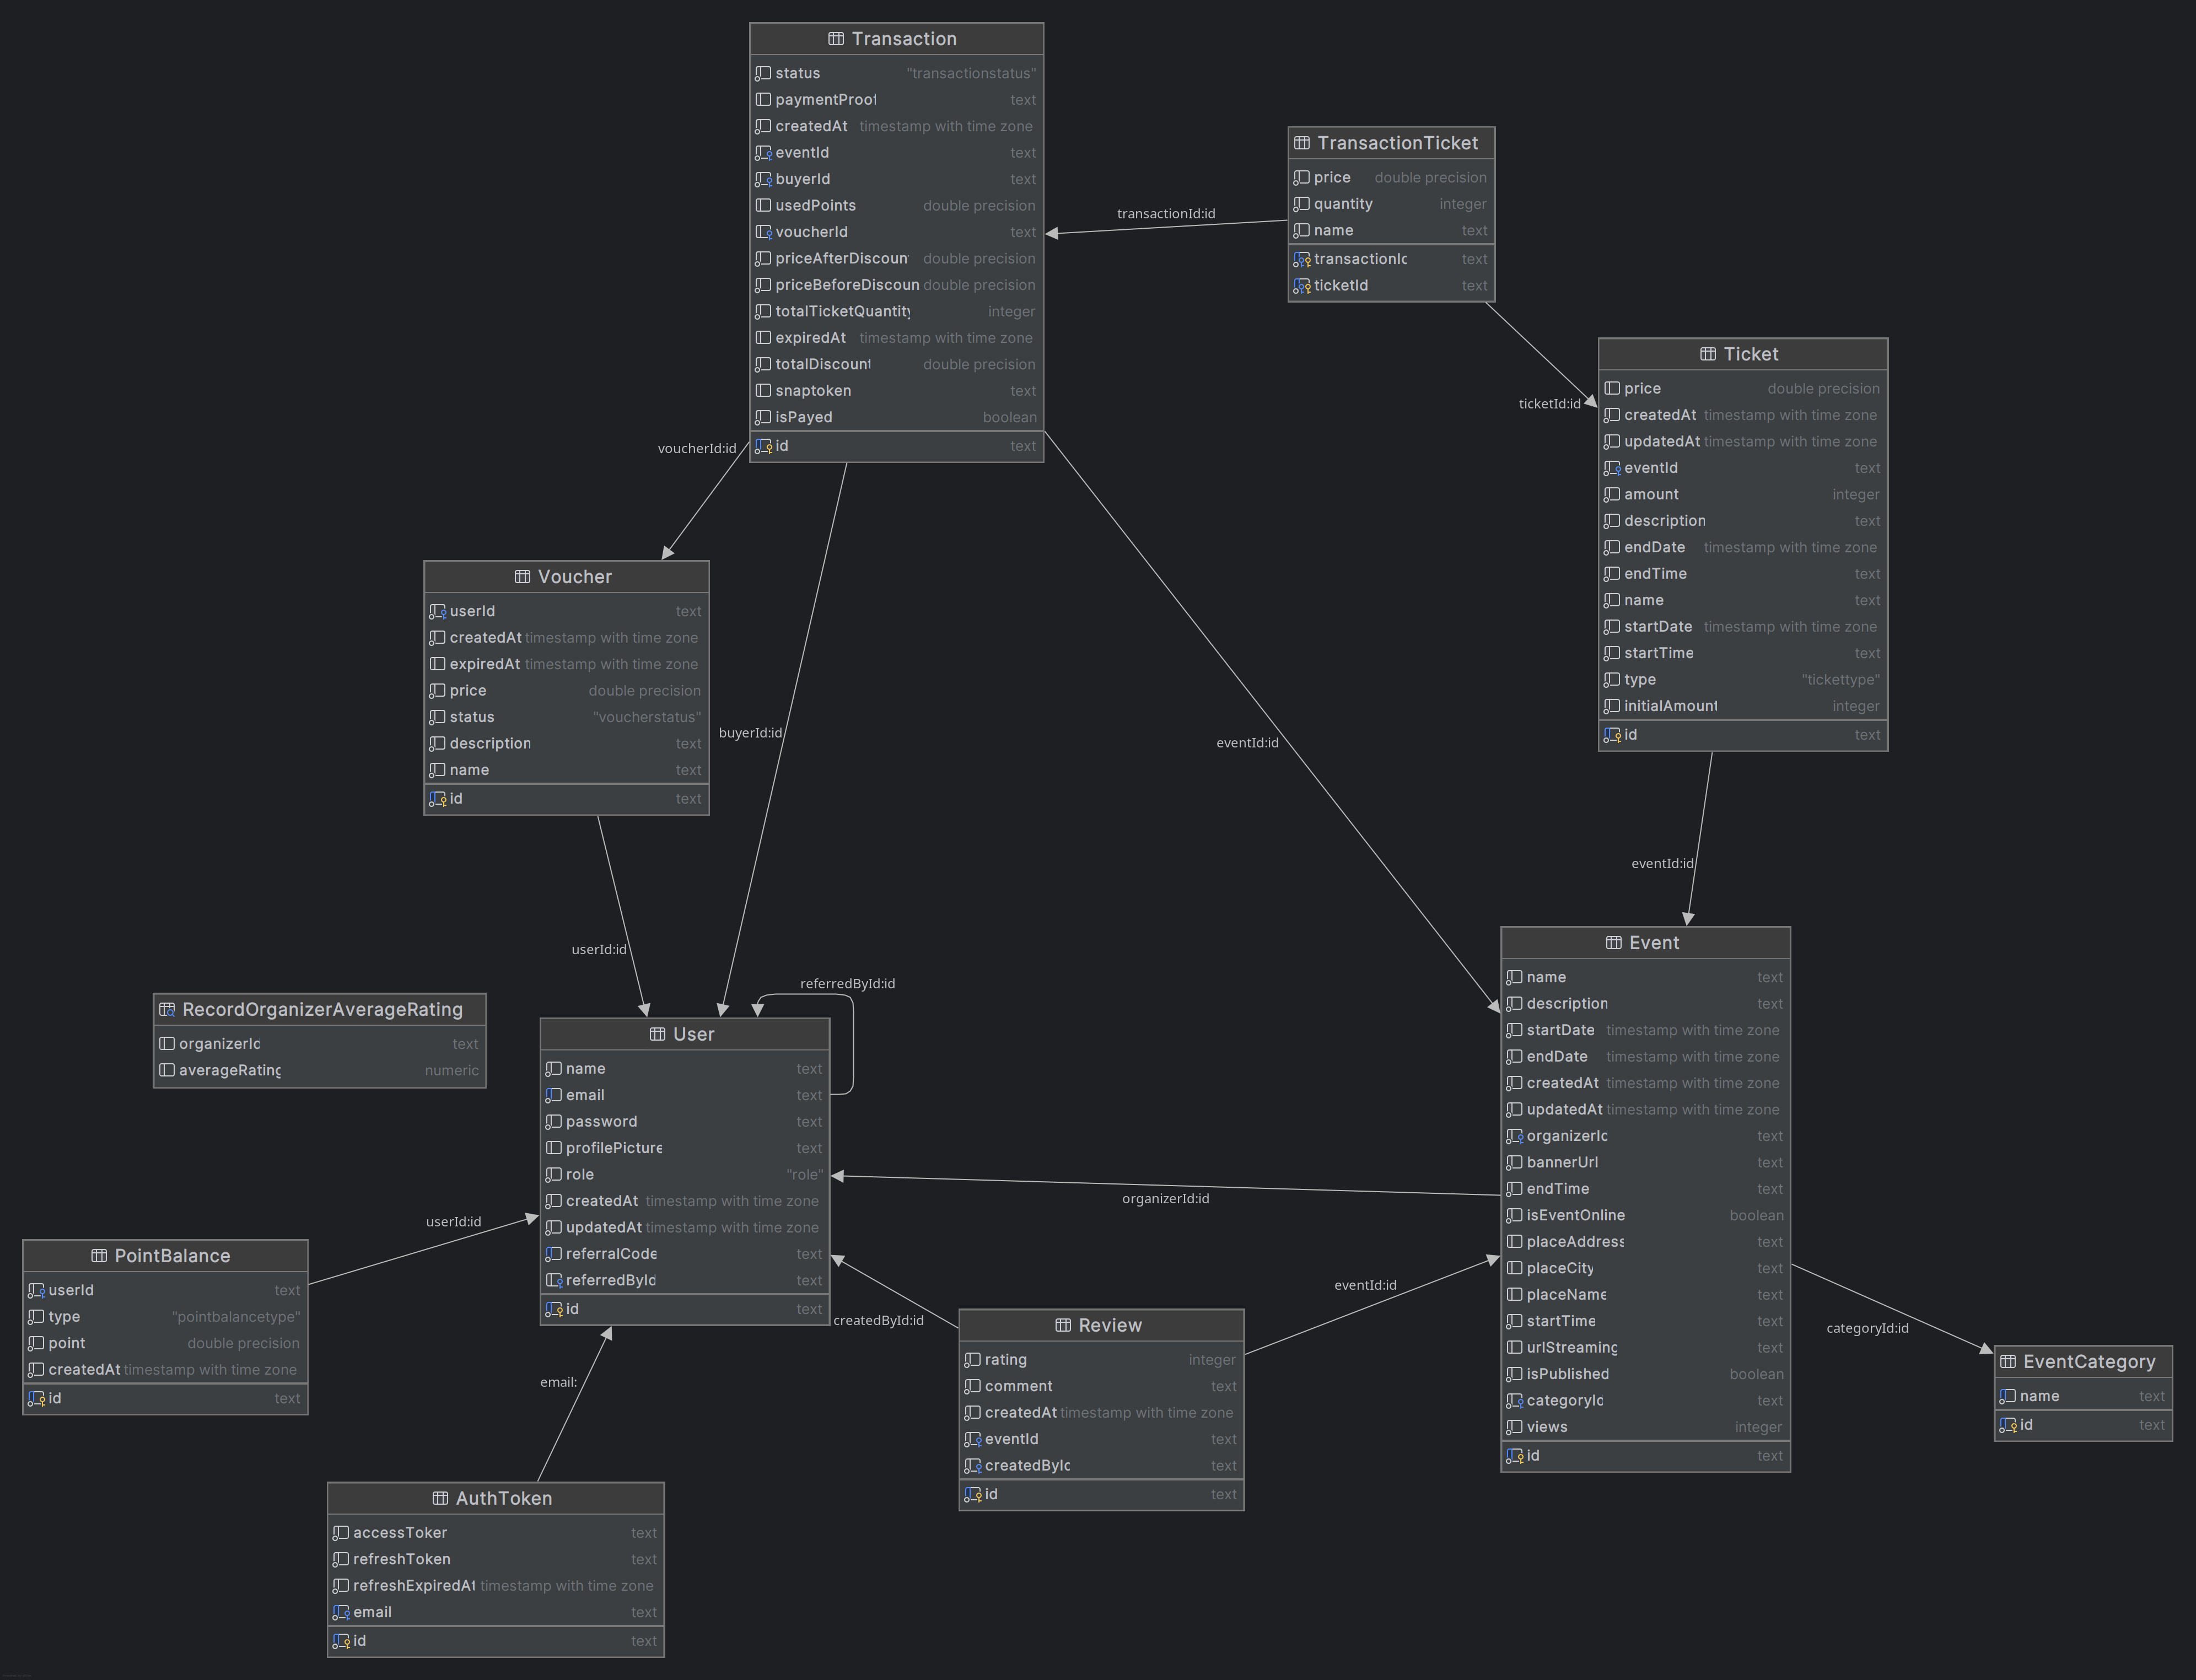 Transaction
status "transactionstatus"
paymentProof text
createdAt timestamp with time zone
eventId text
buyerId text
usedPoints double precision
voucherId text
priceAfterDiscoun double precision
priceBeforeDiscoun double precision
totalTicketQuantity integer
expiredAt timestamp with time zone
totalDiscount double precision
snaptoken text
isPayed boolean
id text
TransactionTicket
price double precision
quantity integer
name text
transactionId text
ticketId text
transactionId:id
ticketId:id
Ticket
price double precision
createdAt timestamp with time zone
updatedAt timestamp with time zone
eventId text
amount integer
description text
endDate timestamp with time zone
endTime text
name text
startDate timestamp with time zone
startTime text
type "tickettype"
initialAmount integer
id text
voucherId:id
buyerId:id
eventId:id
eventId:id
Voucher
userId text
createdAt timestamp with time zone
expiredAt timestamp with time zone
price double precision
status "voucherstatus"
description text
name text
id text
userId:id
referredById:id
RecordOrganizerAverageRating
organizerId text
averageRating numeric
User
name text
email text
password text
profilePicture text
role "role"
createdAt timestamp with time zone
updatedAt timestamp with time zone
referralCode text
referredById text
id text
organizerId:id
Event
name text
description text
startDate timestamp with time zone
endDate timestamp with time zone
createdAt timestamp with time zone
updatedAt timestamp with time zone
organizerId text
bannerUrl text
endTime text
isEventOnline boolean
placeAddress text
placeCity text
placeName text
startTime text
urlStreaming text
isPublished boolean
categoryId text
views integer
id text
userId:id
PointBalance
userId text
type "pointbalancetype"
point double precision
createdAt timestamp with time zone
id text
email:
createdById:id
eventId:id
categoryId:id
Review
rating integer
comment text
createdAt timestamp with time zone
eventId text
createdById text
id text
EventCategory
name text
id text
AuthToken
accessToken text
refreshToken text
refreshExpiredAt timestamp with time zone
email text
id text